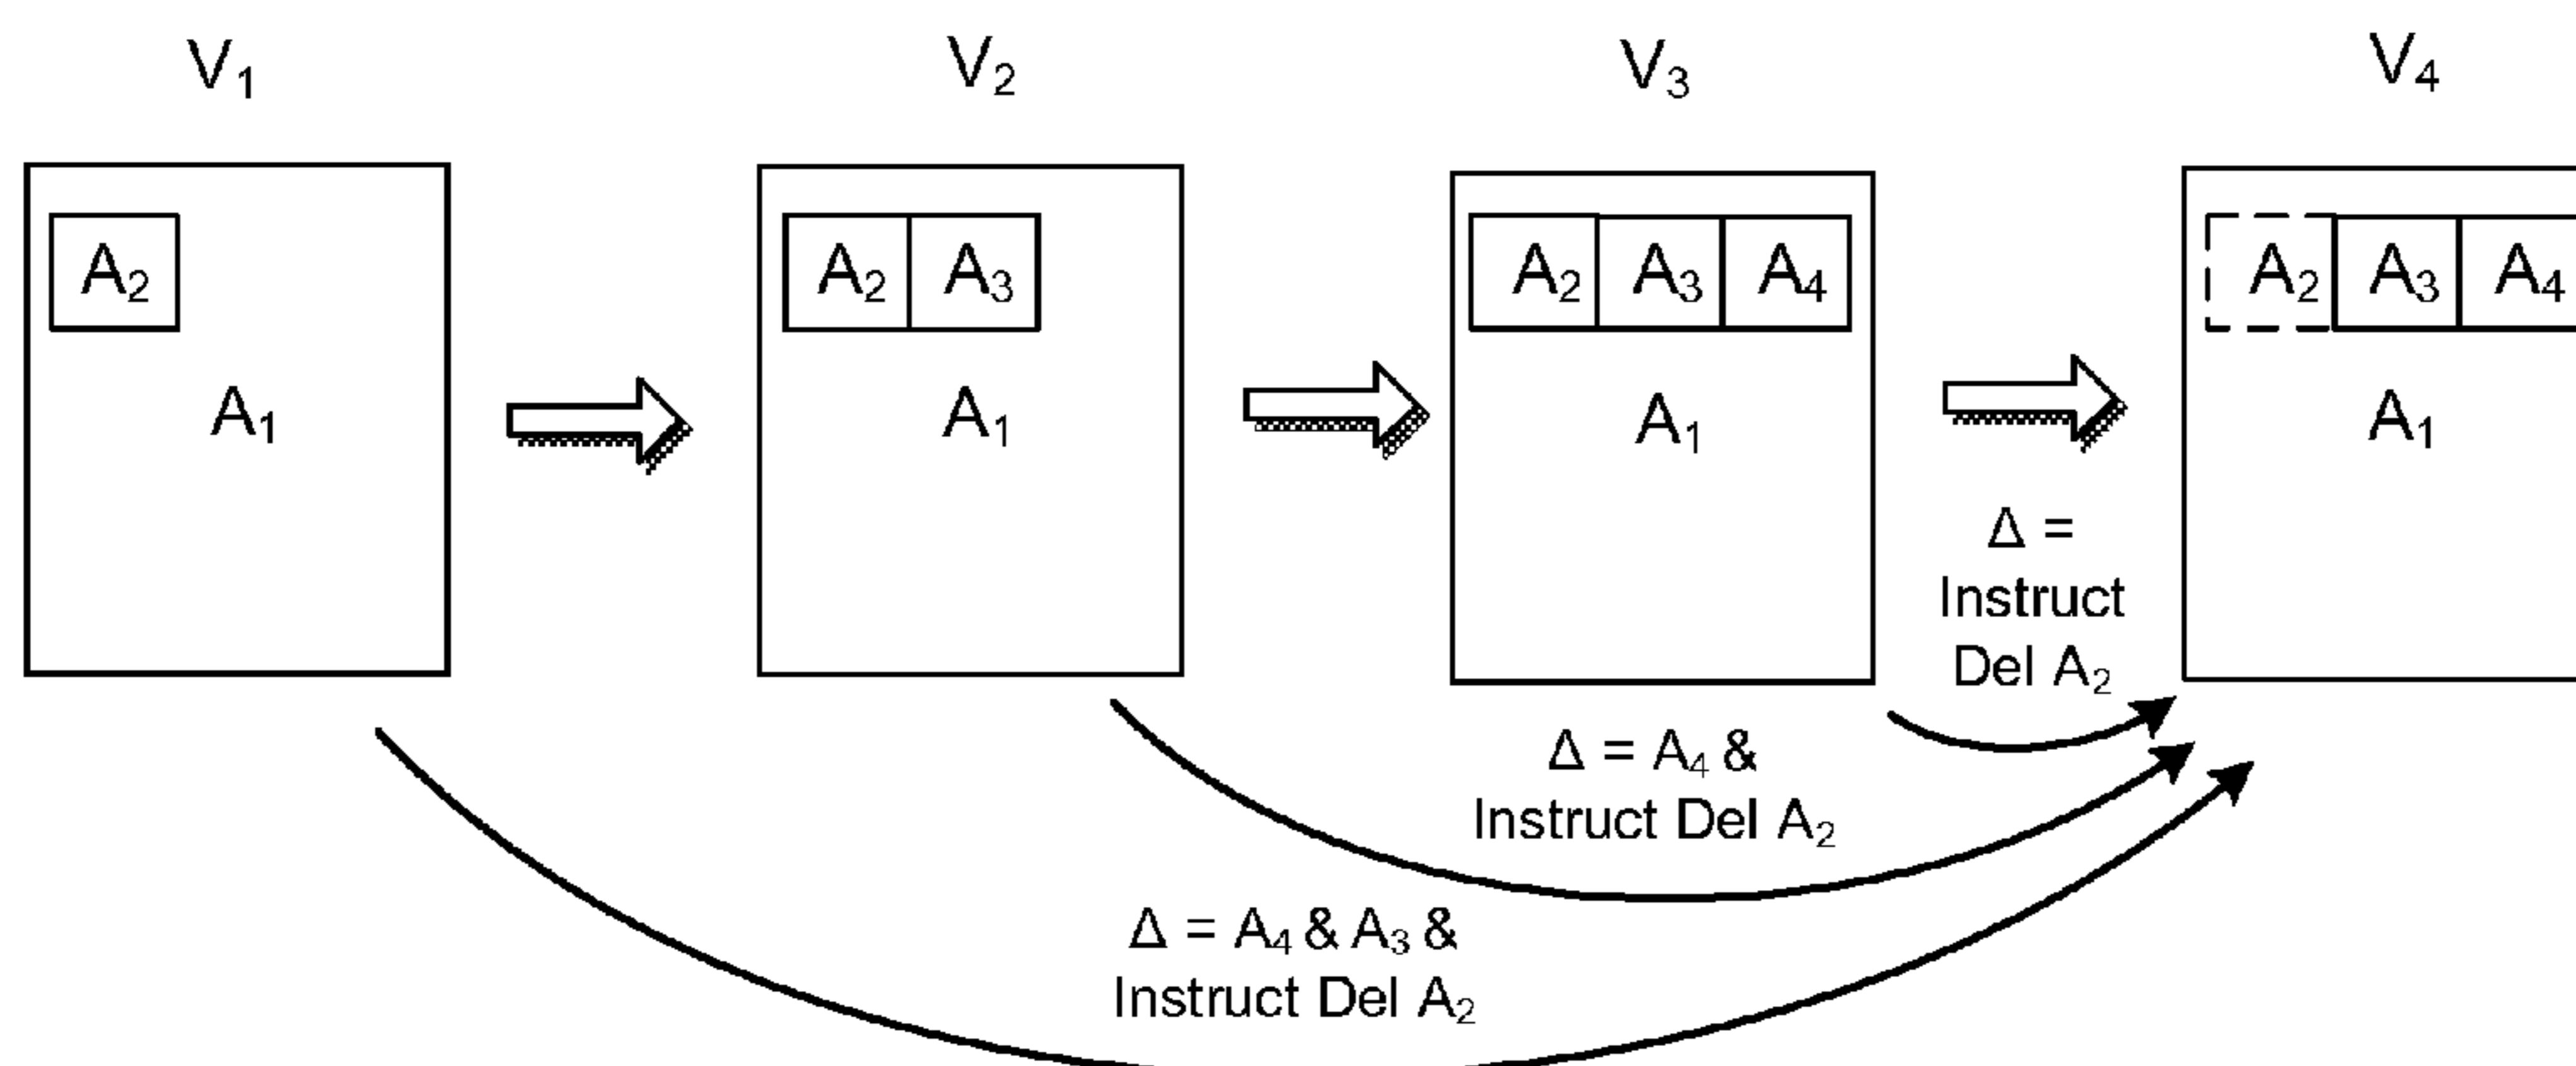 V₁ V₂ V₃ V₄
A₂ A₂ A₃ A₂ A₃ A₄ A₂ A₃ A₄
A₁ A₁ A₁ A₁
Δ =
Instruct
Del A₂
Δ = A₄ &
Instruct Del A₂
Δ = A₄ & A₃ &
Instruct Del A₂